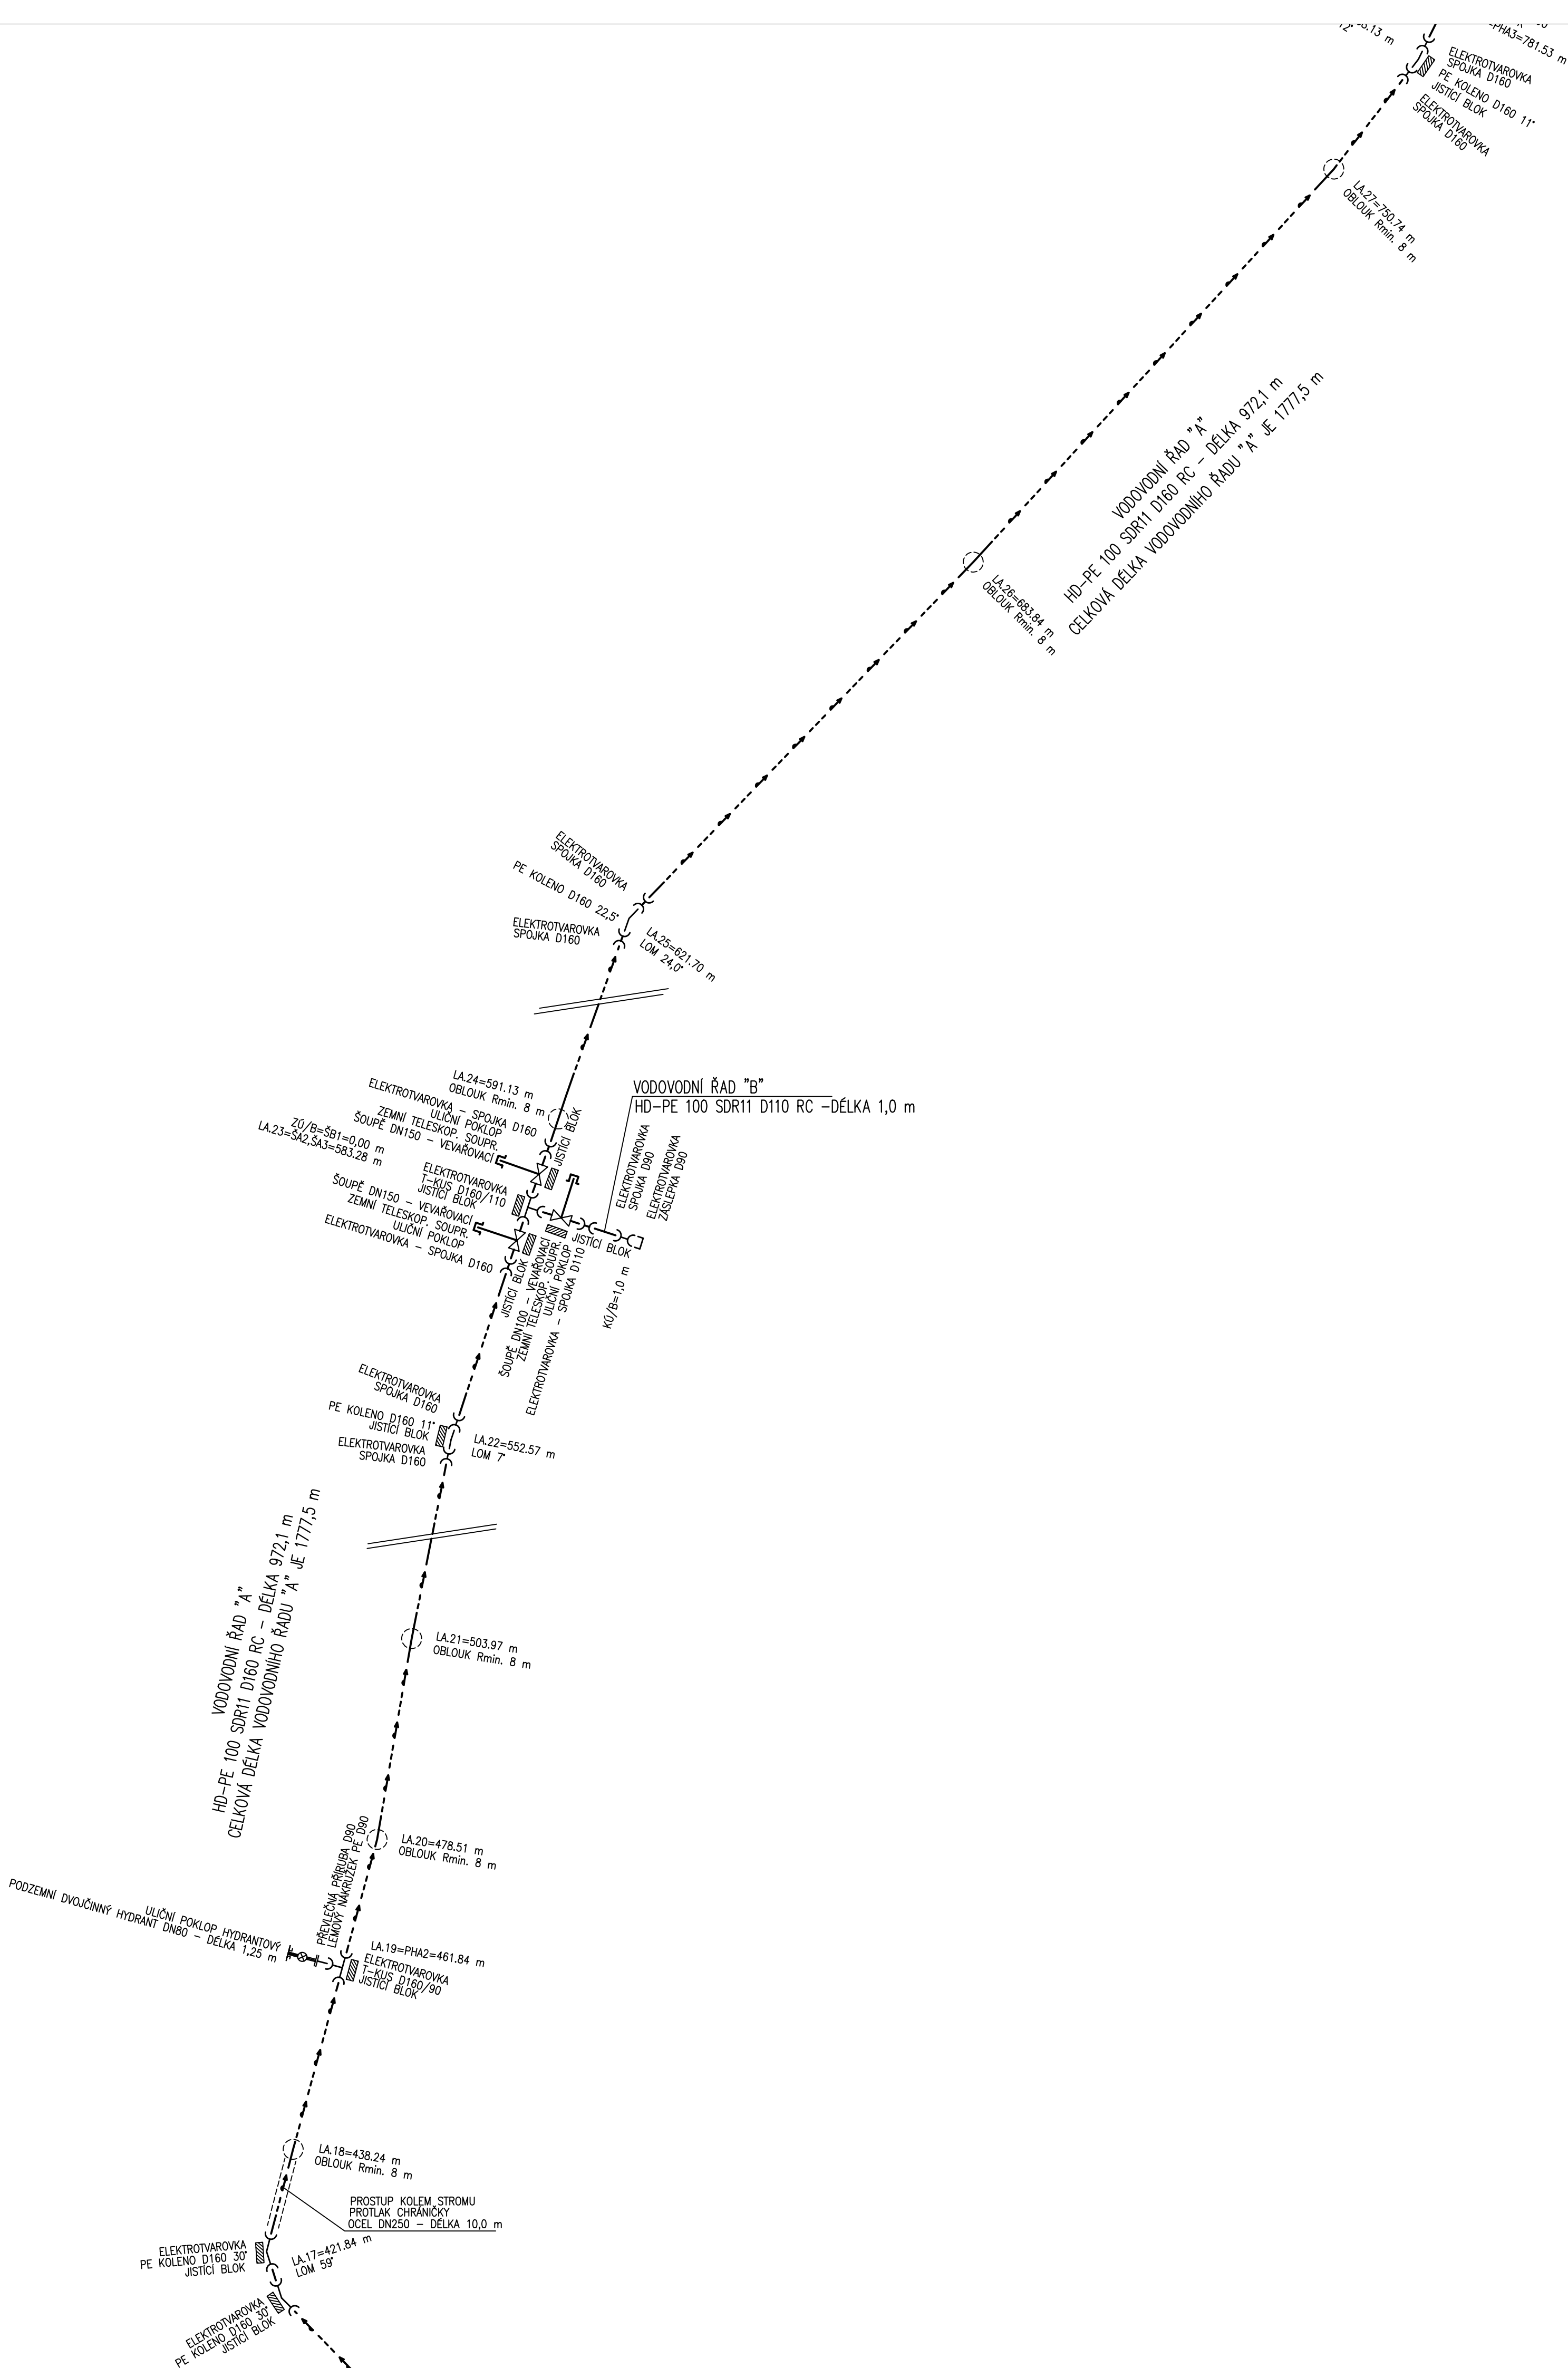 PHA3=781.53 m
ELEKTROTVAROVKA
SPOJKA D160
PE KOLENO D160 11°
JISTÍCÍ BLOK
ELEKTROTVAROVKA
SPOJKA D160
LA.27=750.74 m
OBLOUK Rmin. 8 m
VODOVODNÍ ŘAD "A"
HD-PE 100 SDR11 D160 RC - DÉLKA 972,1 m
CELKOVÁ DÉLKA VODOVODNÍHO ŘADU "A" JE 1777,5 m
LA.26=683.84 m
OBLOUK Rmin. 8 m
ELEKTROTVAROVKA
SPOJKA D160
PE KOLENO D160 22,5°
ELEKTROTVAROVKA
SPOJKA D160
LA.25=621.70 m
LOM 24,0°
LA.24=591.13 m
OBLOUK Rmin. 8 m
ELEKTROTVAROVKA - SPOJKA D160
ULIČNÍ POKLOP
ZEMNÍ TELESKOP. SOUPR.
ŠOUPĚ DN150 - VEVAŘOVACÍ
JISTÍCÍ BLOK
ZÚ/B=ŠB1=0,00 m
LA.23=ŠA2,ŠA3=583.28 m
ELEKTROTVAROVKA
T-KUS D160/110
JISTÍCÍ BLOK
ŠOUPĚ DN150 - VEVAŘOVACÍ
ZEMNÍ TELESKOP. SOUPR.
ULIČNÍ POKLOP
ELEKTROTVAROVKA - SPOJKA D160
VODOVODNÍ ŘAD "B"
HD-PE 100 SDR11 D110 RC -DÉLKA 1,0 m
ELEKTROTVAROVKA
SPOJKA D90
ELEKTROTVAROVKA
ZÁSLEPKA D90
JISTÍCÍ BLOK
KÚ/B=1,0 m
JISTÍCÍ BLOK
ŠOUPĚ DN100 - VEVAŘOVACÍ
ZEMNÍ TELESKOP. SOUPR.
ULIČNÍ POKLOP
ELEKTROTVAROVKA - SPOJKA D110
ELEKTROTVAROVKA
SPOJKA D160
PE KOLENO D160 11°
JISTÍCÍ BLOK
ELEKTROTVAROVKA
SPOJKA D160
LA.22=552.57 m
LOM 7°
VODOVODNÍ ŘAD "A"
HD-PE 100 SDR11 D160 RC - DÉLKA 972,1 m
CELKOVÁ DÉLKA VODOVODNÍHO ŘADU "A" JE 1777,5 m
LA.21=503.97 m
OBLOUK Rmin. 8 m
LA.20=478.51 m
OBLOUK Rmin. 8 m
PŘEVLEČNÁ PŘÍRUBA D90
LEMOVÝ NÁKRUŽEK PE D90
ULIČNÍ POKLOP HYDRANTOVÝ
PODZEMNÍ DVOJČINNÝ HYDRANT DN80 - DÉLKA 1,25 m
LA.19=PHA2=461.84 m
ELEKTROTVAROVKA
T-KUS D160/90
JISTÍCÍ BLOK
LA.18=438.24 m
OBLOUK Rmin. 8 m
PROSTUP KOLEM STROMU
PROTLAK CHRÁNIČKY
OCEL DN250 - DÉLKA 10,0 m
ELEKTROTVAROVKA
PE KOLENO D160 30°
JISTÍCÍ BLOK
LA.17=421.84 m
LOM 59°
ELEKTROTVAROVKA
PE KOLENO D160 30°
JISTÍCÍ BLOK